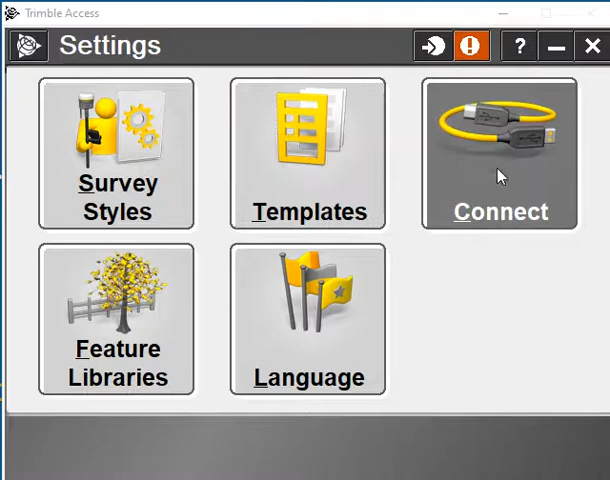 Trimble Access
Settings
?
Survey
Styles
Templates
Connect
Feature
Libraries
Language